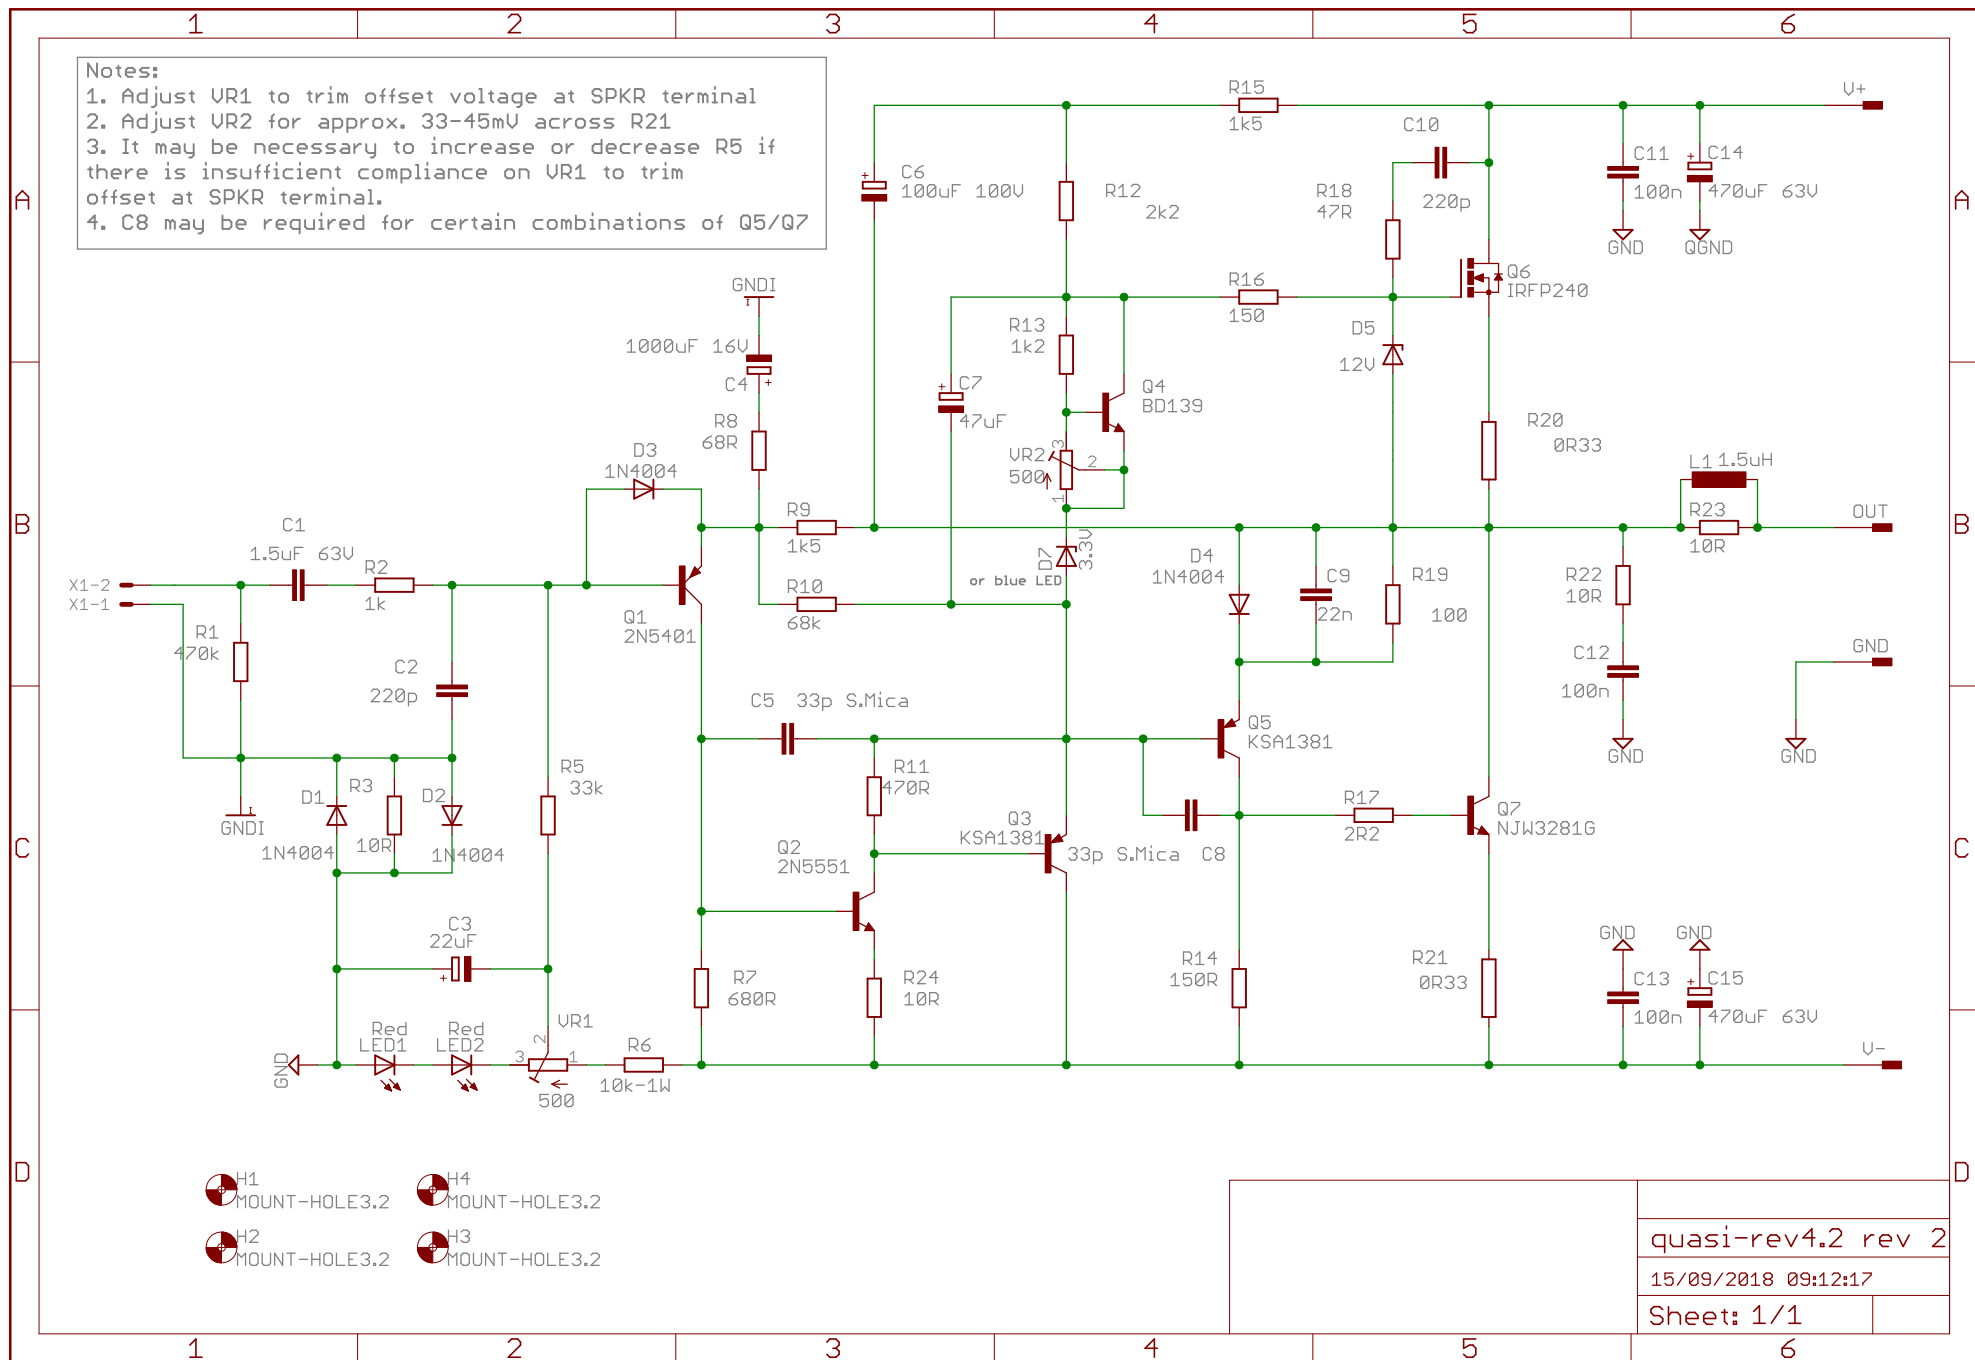 1 2 3 4 5 6
Notes:
1. Adjust VR1 to trim offset voltage at SPKR terminal
2. Adjust VR2 for approx. 33-45mV across R21
3. It may be necessary to increase or decrease R5 if
there is insufficient compliance on VR1 to trim
offset at SPKR terminal.
4. C8 may be required for certain combinations of Q5/Q7
R15
1k5
V+
C10
220p
C11
100n
GND
+
C14
470uF 63V
QGND
A
A
+
C6
100uF 100V
R12
2k2
R18
47R
GNDI
I
R16
150
Q6
IRFP240
1000uF 16V
C4
+
R13
1k2
D5
12V
+
C7
47uF
Q4
BD139
R8
68R
R20
0R33
D3
1N4004
VR2
500
3
2
1
L1 1.5uH
R23
10R
OUT
B
B
C1
1.5uF 63V
R9
1k5
D7
3.3V
or blue LED
D4
1N4004
C9
22n
R19
100
R22
10R
X1-2
X1-1
R2
1k
R10
68k
Q1
2N5401
R1
470k
C2
220p
C12
100n
GND
GND
GND
C5 33p S.Mica
Q5
KSA1381
R5
33k
R11
470R
D1
1N4004
R3
10R
D2
1N4004
I
GNDI
Q3
KSA1381
33p S.Mica C8
R17
2R2
Q7
NJW3281G
Q2
2N5551
C
C
C3
22uF
+
GND
GND
R7
680R
R24
10R
R14
150R
R21
0R33
C13
100n
+
C15
470uF 63V
GND
Red
LED1
Red
LED2
VR1
3
2
1
500
R6
10k-1W
V-
D
D
H1
MOUNT-HOLE3.2
H4
MOUNT-HOLE3.2
H2
MOUNT-HOLE3.2
H3
MOUNT-HOLE3.2
quasi-rev4.2 rev 2
15/09/2018 09:12:17
Sheet: 1/1
1 2 3 4 5 6